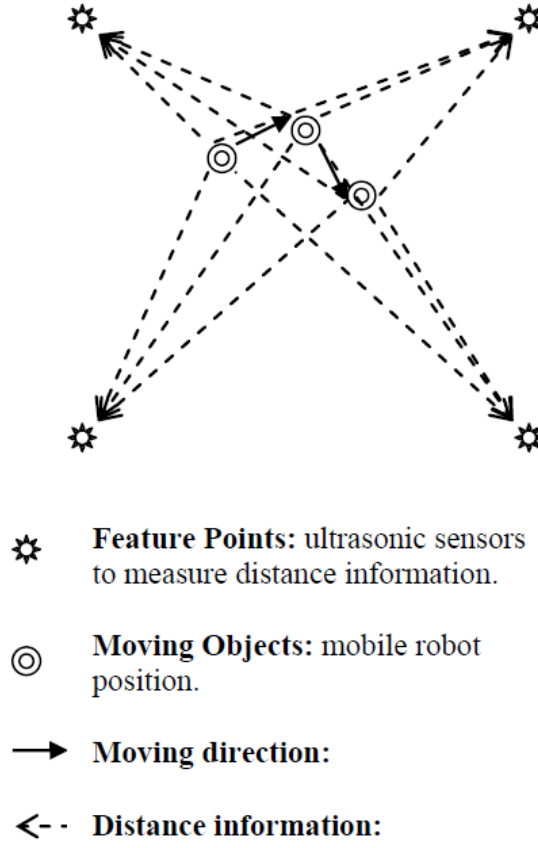 Feature Points: ultrasonic sensors
to measure distance information.
Moving Objects: mobile robot
position.
Moving direction:
Distance information: